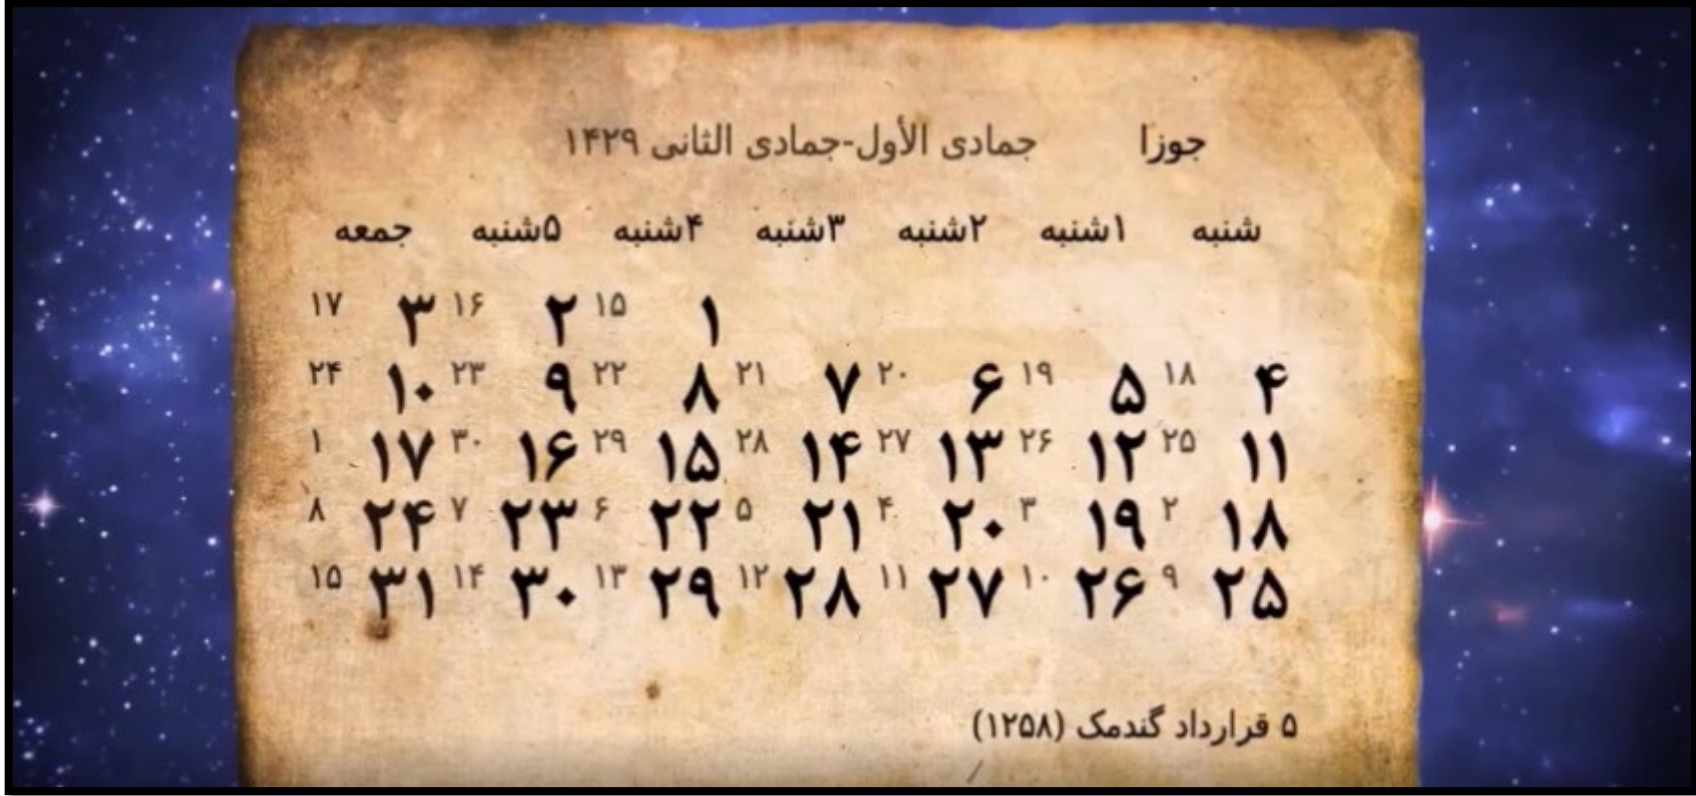 جوزا جمادی الأول-جمادی الثانی ۱۴۲۹
شنبه ۱شنبه ۲شنبه ۳شنبه ۴شنبه ۵شنبه جمعه
۱ ۱۵ ۲ ۱۶ ۳ ۱۷
۴ ۱۸ ۵ ۱۹ ۶ ۲۰ ۷ ۲۱ ۸ ۲۲ ۹ ۲۳ ۱۰ ۲۴
۱۱ ۲۵ ۱۲ ۲۶ ۱۳ ۲۷ ۱۴ ۲۸ ۱۵ ۲۹ ۱۶ ۳۰ ۱۷ ۱
۱۸ ۲ ۱۹ ۳ ۲۰ ۴ ۲۱ ۵ ۲۲ ۶ ۲۳ ۷ ۲۴ ۸
۲۵ ۹ ۲۶ ۱۰ ۲۷ ۱۱ ۲۸ ۱۲ ۲۹ ۱۳ ۳۰ ۱۴ ۳۱ ۱۵
۵ قرارداد گندمک (۱۲۵۸)